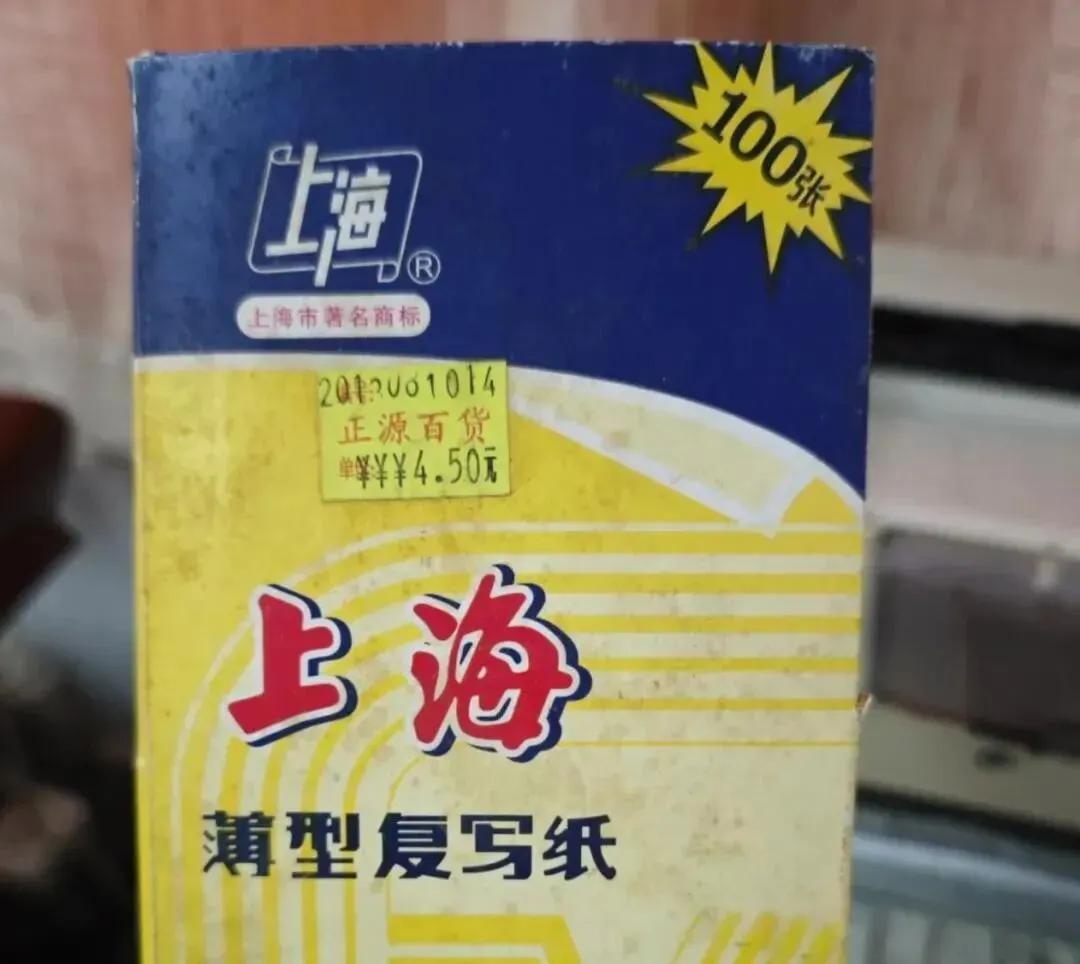 100张
上海
®
上海市著名商标
正源百货
¥¥¥4.50元
上海
薄型复写纸